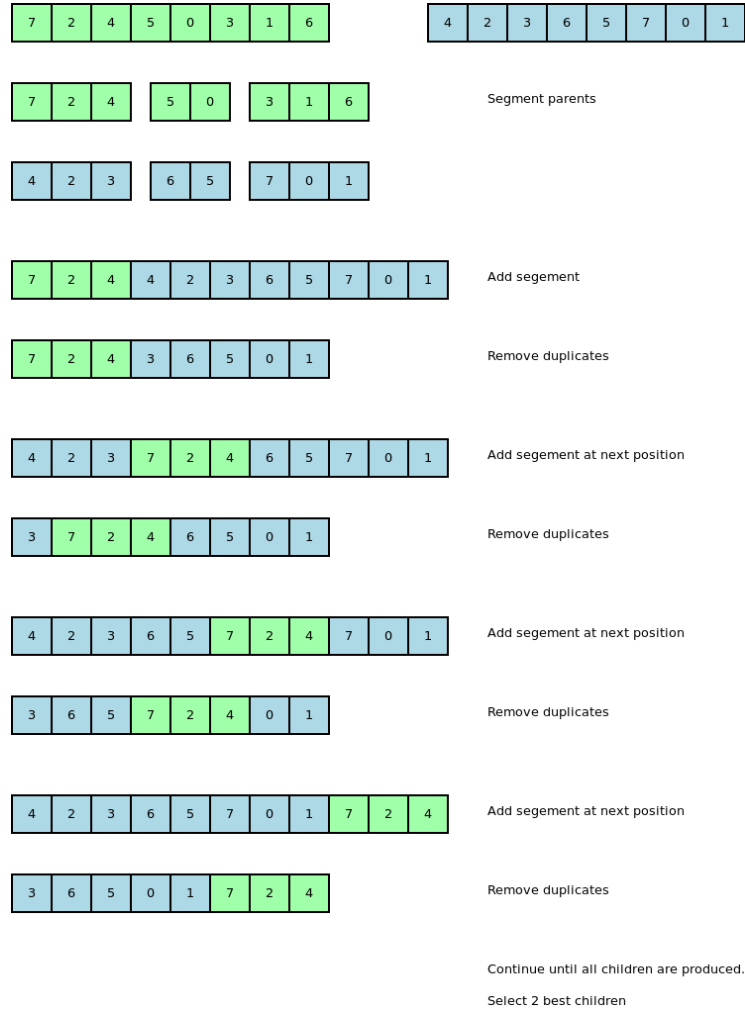 7 2 4 5 0 3 1 6 4 2 3 6 5 7 0 1
7 2 4 5 0 3 1 6 Segment parents
4 2 3 6 5 7 0 1
7 2 4 4 2 3 6 5 7 0 1 Add segement
7 2 4 3 6 5 0 1 Remove duplicates
4 2 3 7 2 4 6 5 7 0 1 Add segement at next position
3 7 2 4 6 5 0 1 Remove duplicates
4 2 3 6 5 7 2 4 7 0 1 Add segement at next position
3 6 5 7 2 4 0 1 Remove duplicates
4 2 3 6 5 7 0 1 7 2 4 Add segement at next position
3 6 5 0 1 7 2 4 Remove duplicates
Continue until all children are produced.
Select 2 best children